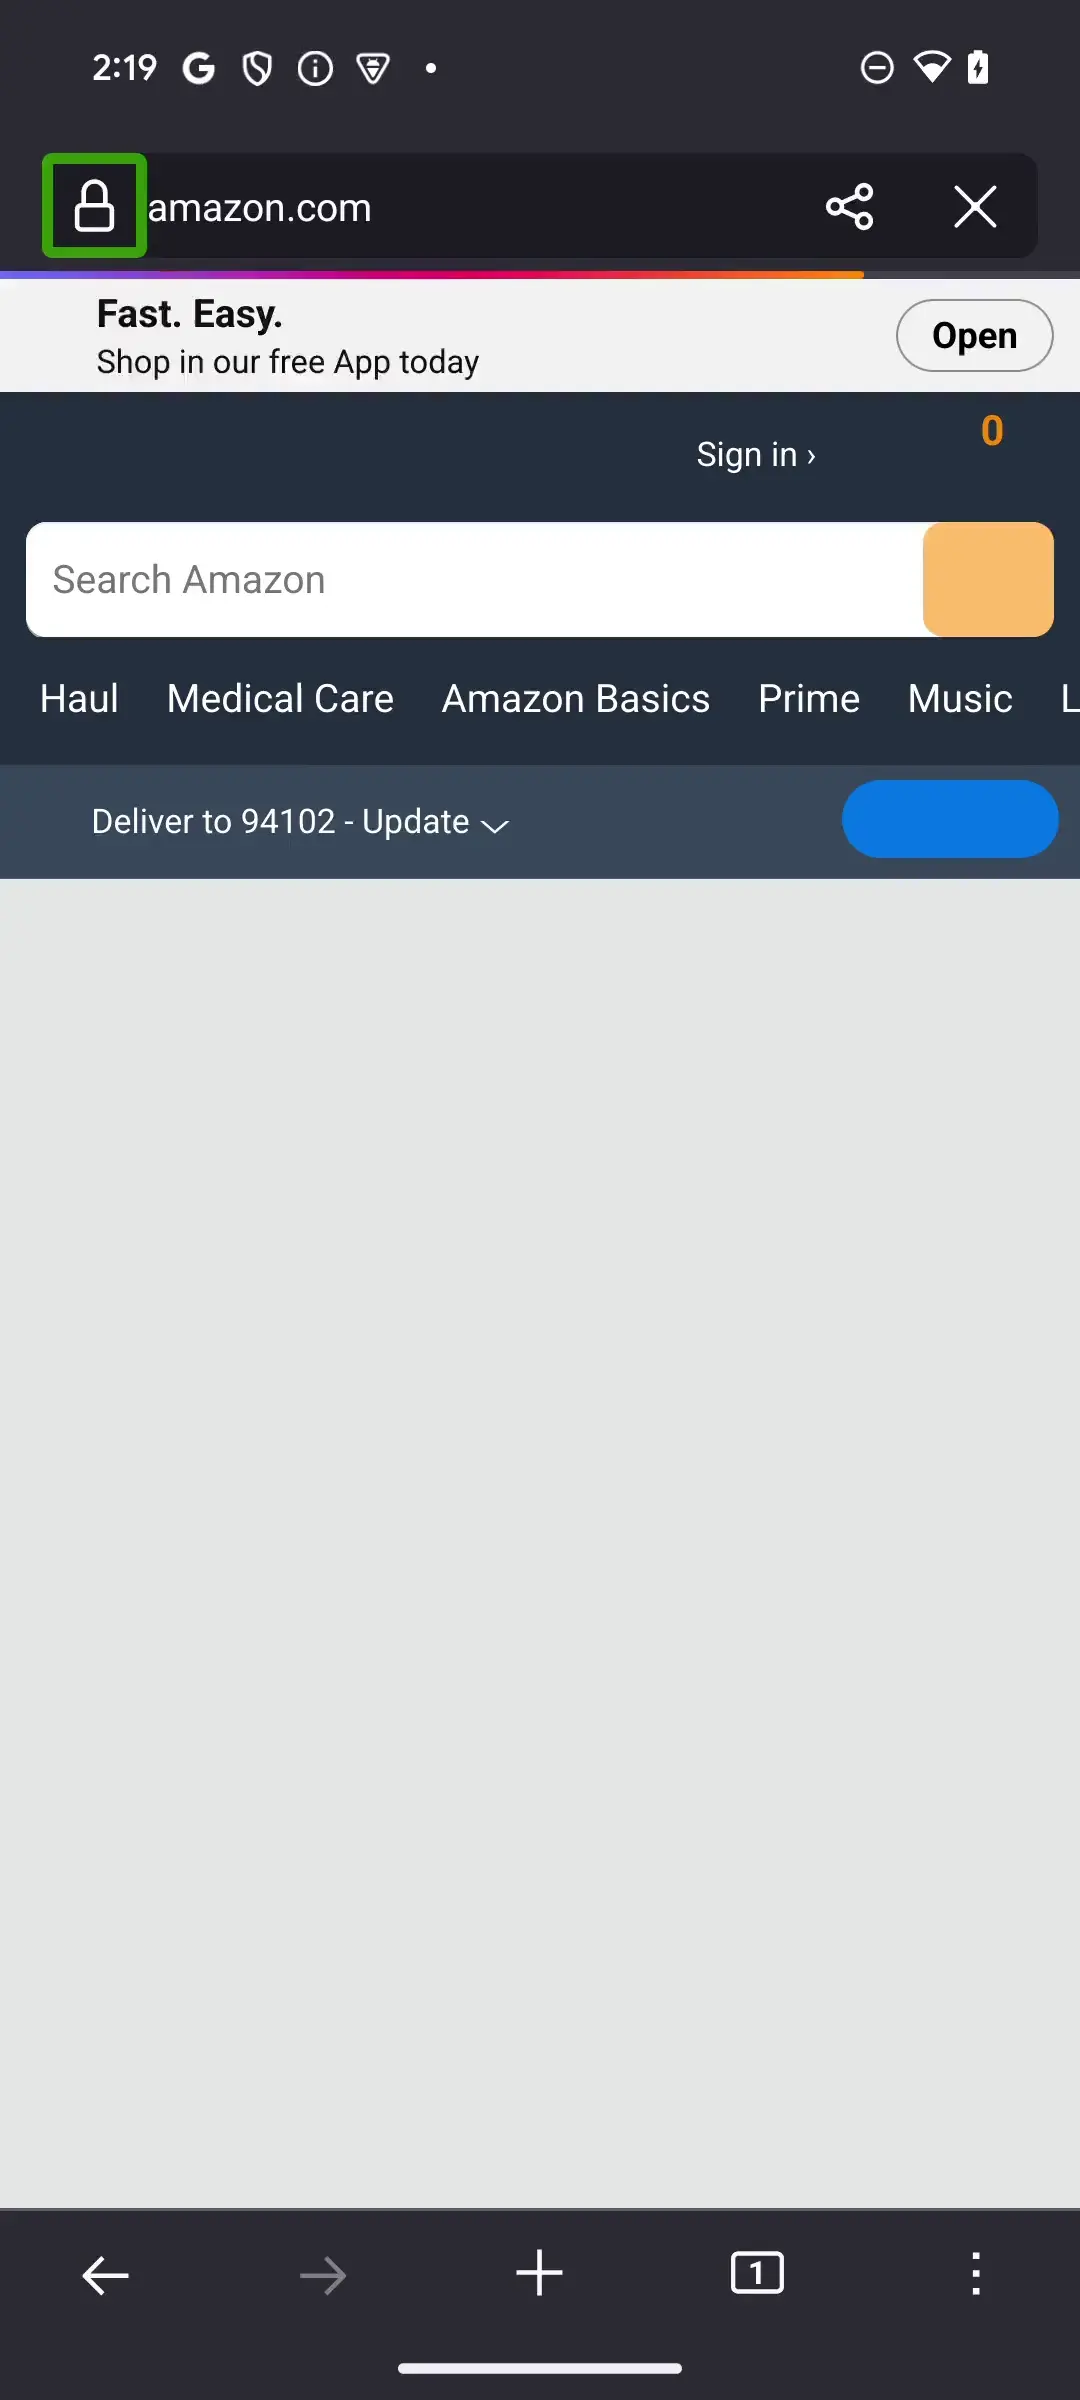 2:19
amazon.com
Fast. Easy.
Shop in our free App today
Open
0
Sign in ›
Search Amazon
Haul Medical Care Amazon Basics Prime Music L
Deliver to 94102 - Update
1